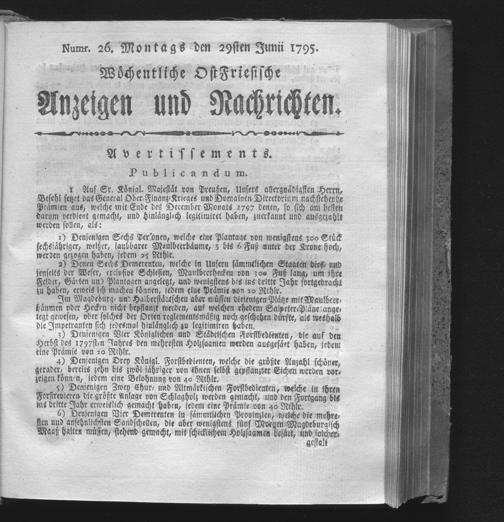 Numr. 26. Montags den 29sten Junii 1795.
Wöchentliche OstFriesische
Anzeigen und Nachrichten.
Avertissements.
Publicandum.
1 Auf Sr. Königl. Majestät von Preußen, Unsers allergnädigsten Herrn,
Befehl setzet das General Ober-Finanz-Krieges und Domainen Directorium nachstehende
Prämien aus, welche mit Ende des December Monats 1797 denen, so sich am besten
darum verdient gemacht, und hinlänglich legitimiret haben, zuerkannt und ausgezahlt
werden sollen, als:
1) Denjenigen Sechs Personen, welche eine Plantage von wenigstens 300 Stück
sechsjähriger, weisser, laubbarer Maulbeerbäume, 5 bis 6 Fuß unter der Krone hoch,
werden gezogen haben, jedem 25 Rthlr.
2) Denen Sechs Demerenten, welche in Unsern sämmtlichen Staaten dies- und
jenseits der Weser, exclusive Schlesien, Maulbeerhecken von 300 Fuß lang, um ihre
Felder, Gärten und Plantagen angelegt, und wenigstens bis ins dritte Jahr fortgebracht
zu haben, erweis lich machen können, jedem eine Prämie von 20 Rthlr.
Im Magdeburg- und Halberstädtschen aber müssen diejenigen Plätze mit Maulbeer-
bäumen oder Hecken nicht bepflanzt werden, auf welchen ehedem Salpeter-Pläne ange-
legt gewesen, oder solches des Orten reglementsmäßig noch geschehen dürfte, als weshalb
die Impetranten sich jedesmal hinlänglich zu legitimiren haben.
3) Denjenigen Vier Königlichen und Städtischen Forstbedienten, die auf den
Herbst des 1797sten Jahres den mehresten Holzsaamen werden ausgesäet haben, jedem
eine Prämie von 20 Rthlr.
4) Denjenigen Drey Königl. Forstbedienten, welche die größte Anzahl schöner,
gerader, bereits zehn bis zwölfjähriger von ihnen selbst gepflanzter Eichen werden vor-
zeigen können, jedem eine Belohnung von 40 Rthlr.
5) Denjenigen Zwey Chur- und Altmärkischen Forstbedienten, welche in ihren
Forstrevieren die größte Anlage von Schlagholz werden gemacht, und den Fortgang bis
ins dritte Jahr erweislich gemacht haben, jedem eine Prämie von 40 Rthlr.
6) Denjenigen Vier Demerenten in sämmtlichen Provinzien, welche die mehre-
sten und ansehnlichsten Sandschellen, die aber wenigstens fünf Morgen Magdeburgisch
Maaß halten müssen, stehend gemacht, mit schicklichem Holzsaamen besäet, und solcher-
gestalt